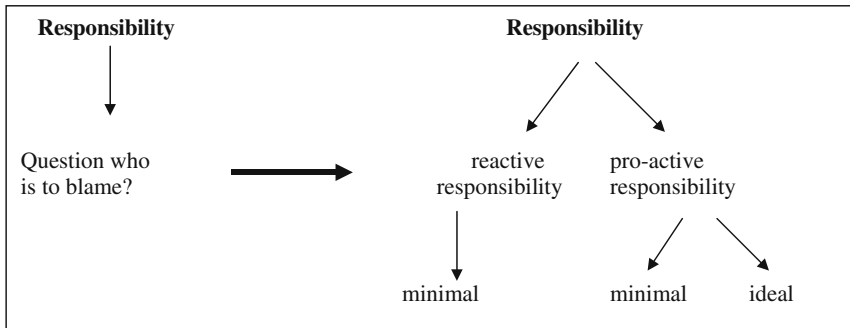 Responsibility
Responsibility
Question who
is to blame?
reactive
responsibility
pro-active
responsibility
minimal
minimal
ideal